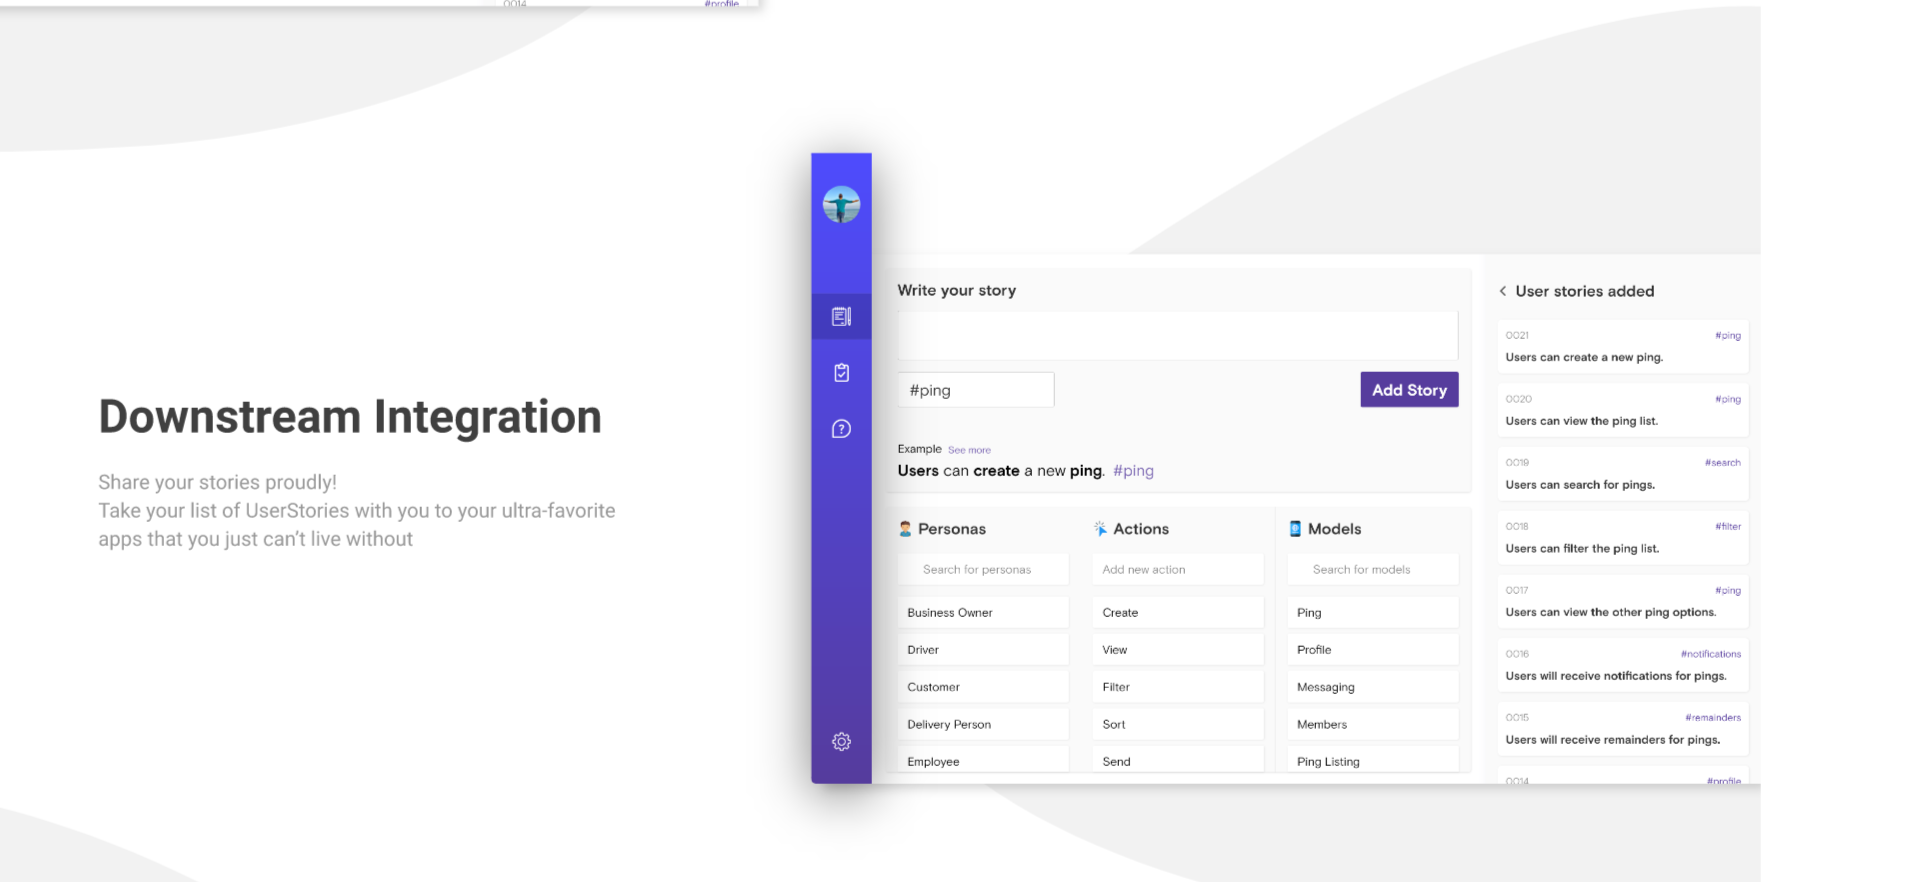 0014 #profile
Downstream Integration
Share your stories proudly!
Take your list of UserStories with you to your ultra-favorite
apps that you just can’t live without
Write your story
#ping
Add Story
Example See more
Users can create a new ping. #ping
Personas
Search for personas
Business Owner
Driver
Customer
Delivery Person
Employee
Actions
Add new action
Create
View
Filter
Sort
Send
Models
Search for models
Ping
Profile
Messaging
Members
Ping Listing
User stories added
0021 #ping
Users can create a new ping.
0020 #ping
Users can view the ping list.
0019 #search
Users can search for pings.
0018 #filter
Users can filter the ping list.
0017 #ping
Users can view the other ping options.
0016 #notifications
Users will receive notifications for pings.
0015 #remainders
Users will receive remainders for pings.
0014 #profile